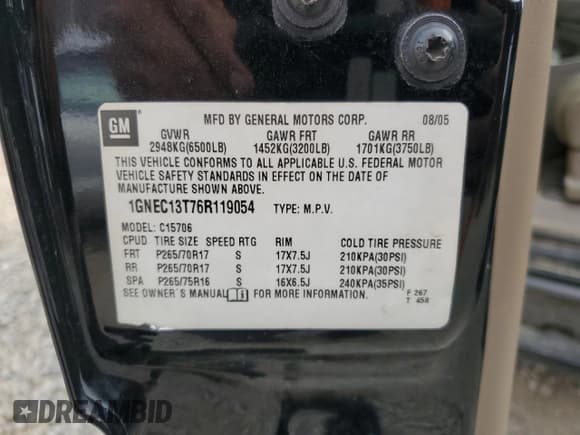 GM
MFD BY GENERAL MOTORS CORP. 08/05
GVWR GAWR FRT GAWR RR
2948KG(6500LB) 1452KG(3200LB) 1701KG(3750LB)
THIS VEHICLE CONFORMS TO ALL APPLICABLE U.S. FEDERAL MOTOR
VEHICLE SAFETY STANDARDS IN EFFECT ON THE DATE OF
MANUFACTURE SHOWN ABOVE.
1GNEC13T76R119054 TYPE: M.P.V.
MODEL: C15706
CPUD TIRE SIZE SPEED RTG RIM COLD TIRE PRESSURE
FRT P265/70R17 S 17X7.5J 210KPA(30PSI)
RR P265/70R17 S 17X7.5J 210KPA(30PSI)
SPA P265/75R16 S 16X6.5J 240KPA(35PSI)
SEE OWNER'S MANUAL i FOR MORE INFORMATION.
F 267
T 458
DREAMBID